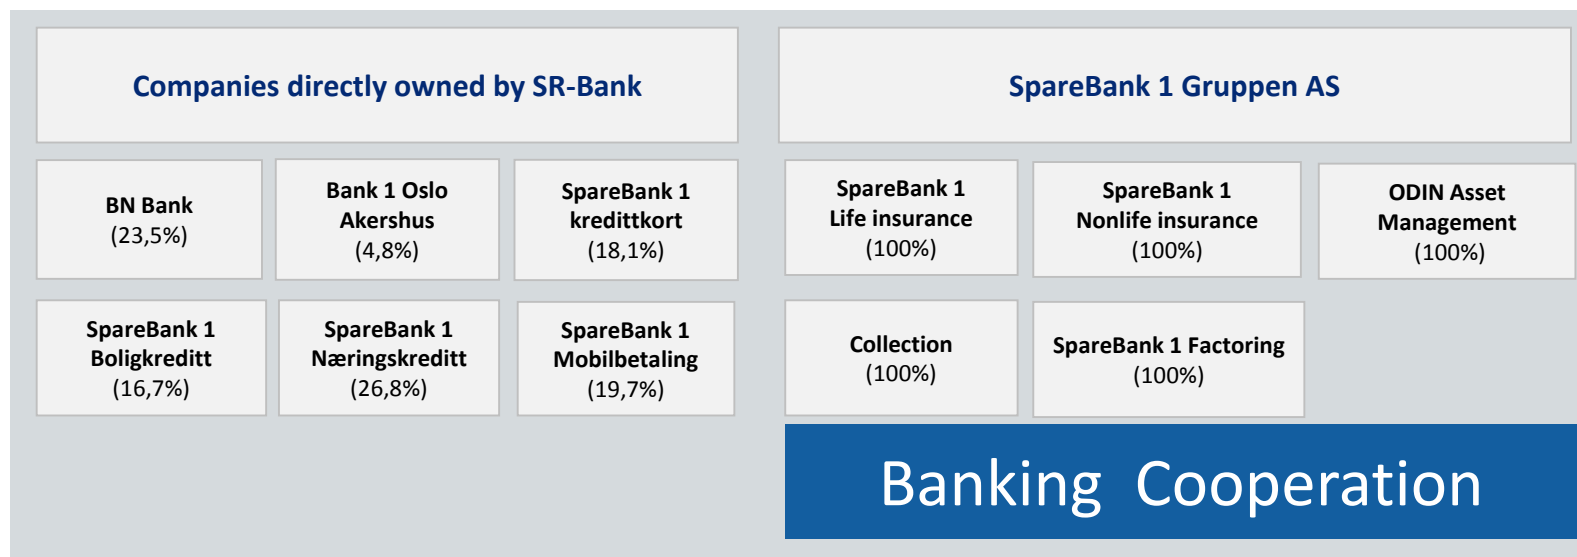 Companies directly owned by SR-Bank
SpareBank 1 Gruppen AS
BN Bank
(23,5%)
Bank 1 Oslo
Akershus
(4,8%)
SpareBank 1
kredittkort
(18,1%)
SpareBank 1
Life insurance
(100%)
SpareBank 1
Nonlife insurance
(100%)
ODIN Asset
Management
(100%)
SpareBank 1
Boligkreditt
(16,7%)
SpareBank 1
Næringskreditt
(26,8%)
SpareBank 1
Mobilbetaling
(19,7%)
Collection
(100%)
SpareBank 1 Factoring
(100%)
Banking Cooperation